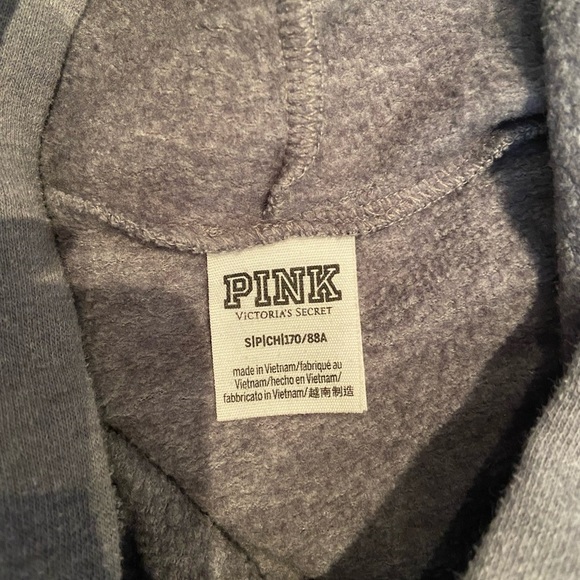 PINK
VICTORIA'S SECRET
S|P|CH|170/88A
made in Vietnam/fabriqué au
Vietnam/hecho en Vietnam/
fabbricato in Vietnam/越南制造